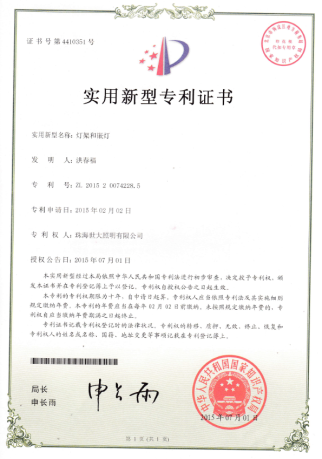 证书号第4410351号
实用新型专利证书
实用新型名称：灯架和嵌灯
发 明 人：洪春福
专 利 号：ZL 2015 2 0074228.5
专利申请日：2015年02月02日
专 利 权 人：珠海世大照明有限公司
授权公告日：2015年07月01日
本实用新型经过本局依照中华人民共和国专利法进行初步审查，决定授予专利权，颁
发本证书并在专利登记簿上予以登记。专利权自授权公告之日起生效。
本专利的专利权期限为十年，自申请日起算。专利权人应当依照专利法及其实施细则
规定缴纳年费。本专利的年费应当在每年02月02日前缴纳。未按照规定缴纳年费的，专利
权自应当缴纳年费期满之日起终止。
专利证书记载专利权登记时的法律状况。专利权的转移、质押、无效、终止、恢复和
专利权人的姓名或名称、国籍、地址变更等事项记载在专利登记簿上。
局长
申长雨
申长雨
中华人民共和国国家知识产权局
2015年07月01日
第 1 页（共 1 页）